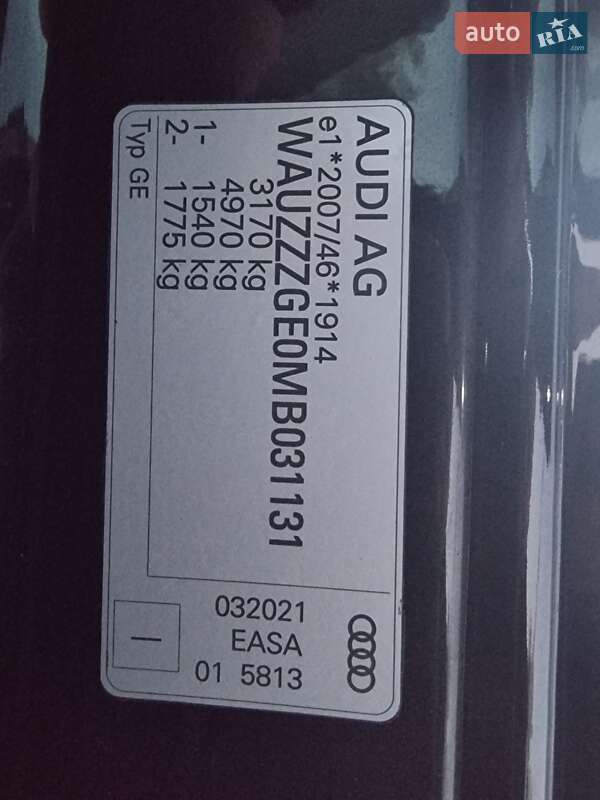 auto
RIA
.com
AUDI AG
e1*2007/46*1914
WAUZZZGE0MB031131
3170 kg
4970 kg
1- 1540 kg
2- 1775 kg
Typ GE
032021
EASA
01 5813
I